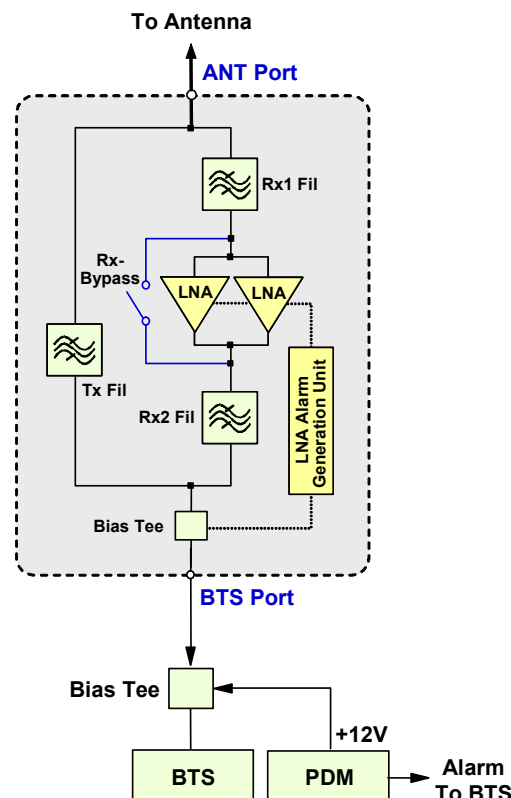 To Antenna
ANT Port
Rx1 Fil
Rx-
Bypass
LNA
LNA
Tx Fil
Rx2 Fil
LNA Alarm
Generation Unit
Bias Tee
BTS Port
Bias Tee
+12V
BTS
PDM
Alarm
To BTS